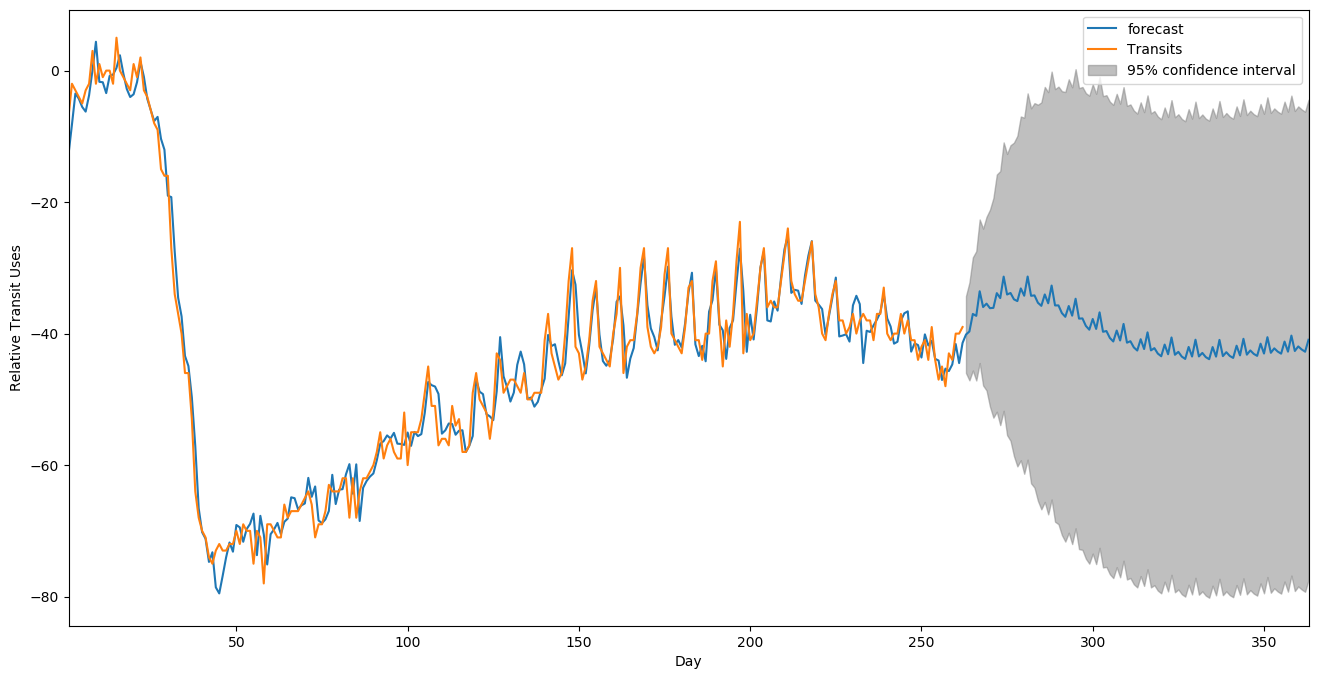 forecast
Transits
95% confidence interval
0
−20
−40
−60
−80
Relative Transit Uses
50
100
150
200
250
300
350
Day